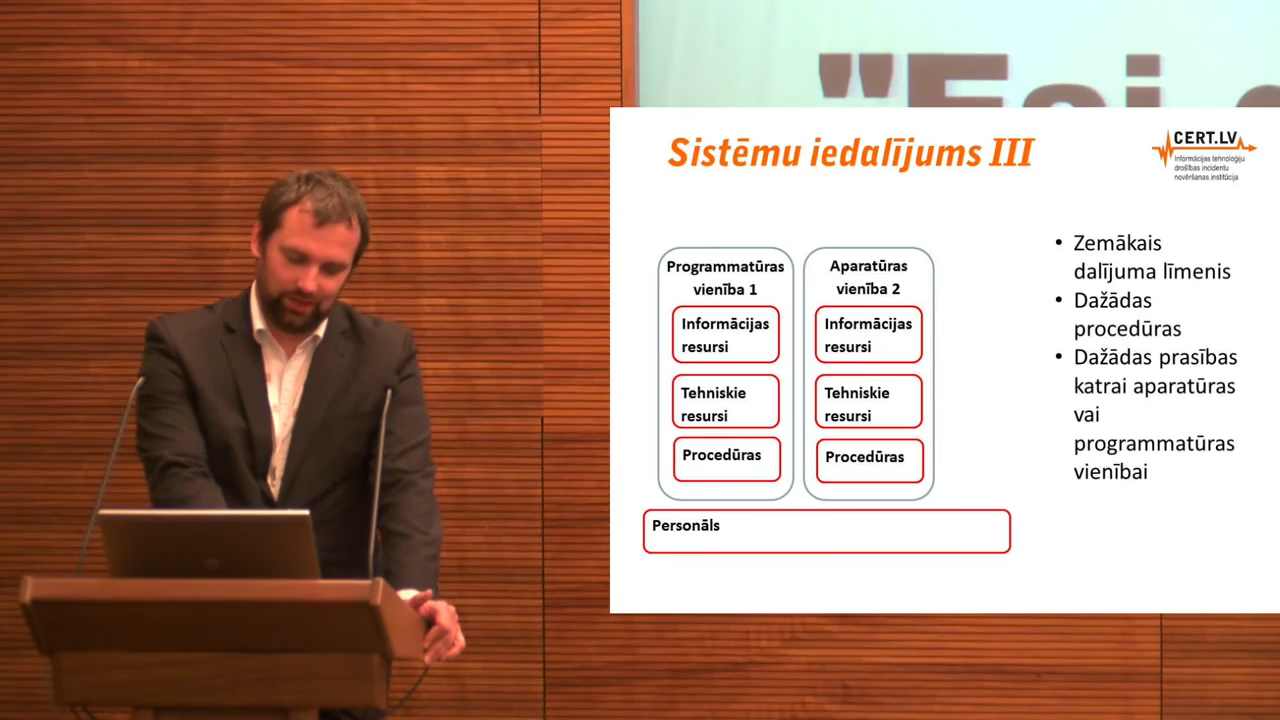 "Esi
Sistēmu iedalījums III
CERT.LV
Informācijas tehnoloģiju
drošības incidentu
novēršanas institūcija
Programmatūras
vienība 1
Informācijas
resursi
Tehniskie
resursi
Procedūras
Aparatūras
vienība 2
Informācijas
resursi
Tehniskie
resursi
Procedūras
Personāls
• Zemākais
dalījuma līmenis
• Dažādas
procedūras
• Dažādas prasības
katrai aparatūras
vai
programmatūras
vienībai